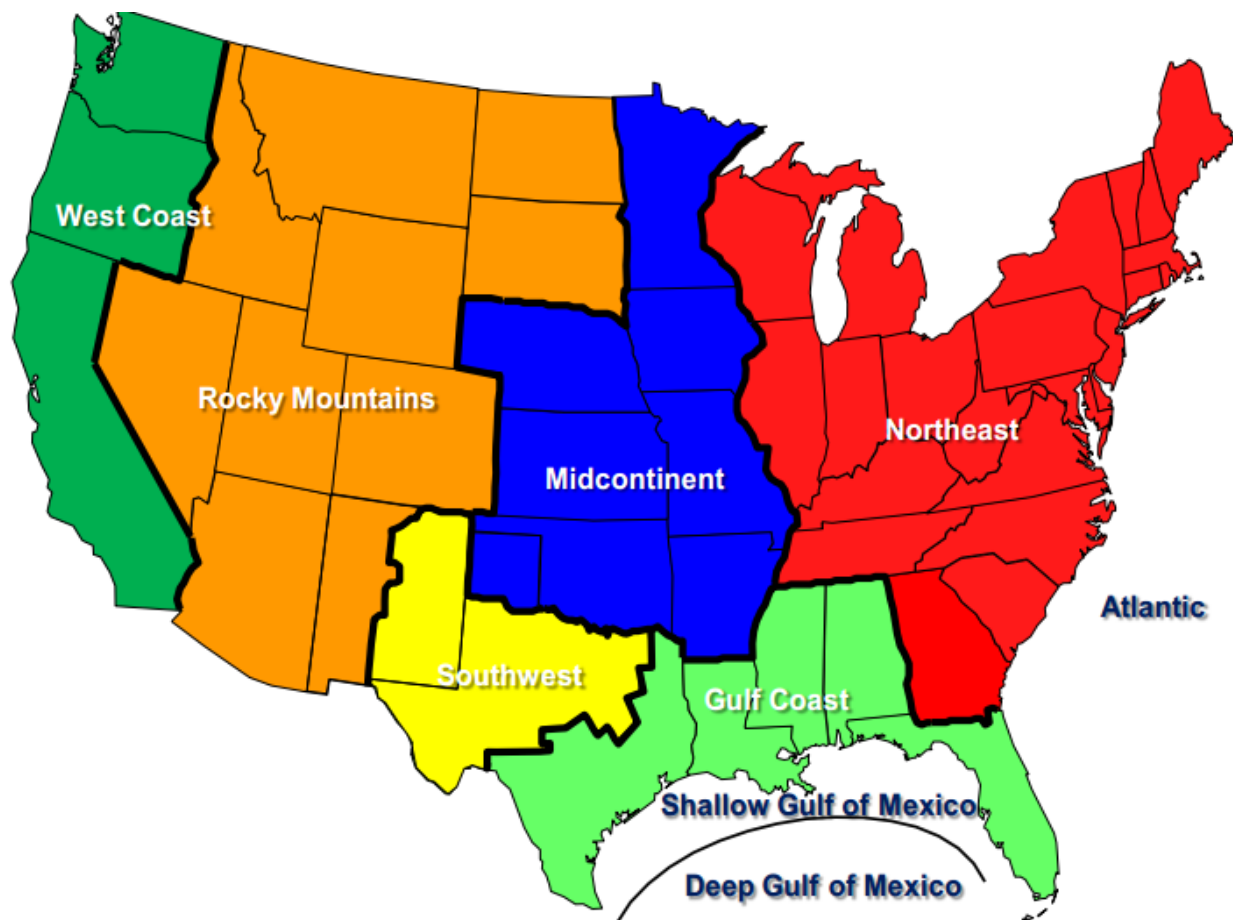 West Coast
Rocky Mountains
Northeast
Midcontinent
Atlantic
Southwest
Gulf Coast
Shallow Gulf of Mexico
Deep Gulf of Mexico